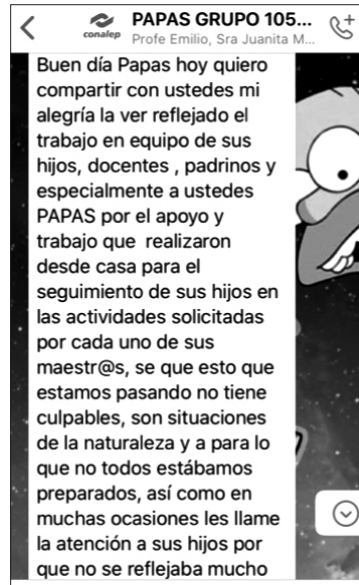 PAPAS GRUPO 105...
conalep
Profe Emilio, Sra Juanita M...
Buen día Papas hoy quiero
compartir con ustedes mi
alegría la ver reflejado el
trabajo en equipo de sus
hijos, docentes , padrinos y
especialmente a ustedes
PAPAS por el apoyo y
trabajo que realizaron
desde casa para el
seguimiento de sus hijos en
las actividades solicitadas
por cada uno de sus
maestr@s, se que esto que
estamos pasando no tiene
culpables, son situaciones
de la naturaleza y a para lo
que no todos estábamos
preparados, así como en
muchas ocasiones les llame
la atención a sus hijos por
que no se reflejaba mucho